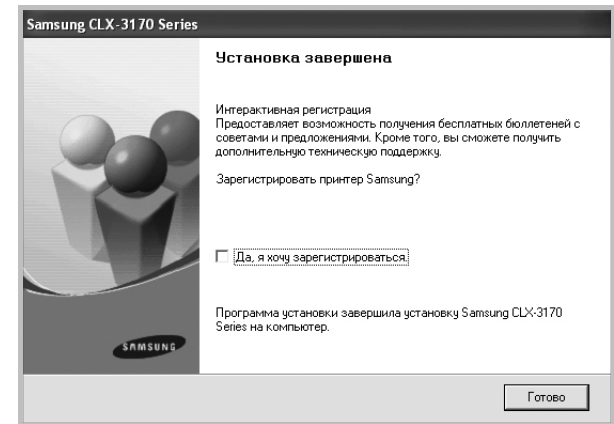 Samsung CLX-3170 Series
Установка завершена
Интерактивная регистрация
Предоставляет возможность получения бесплатных бюллетеней с
советами и предложениями. Кроме того, вы сможете получить
дополнительную техническую поддержку.
Зарегистрировать принтер Samsung?
Да, я хочу зарегистрироваться.
Программа установки завершила установку Samsung CLX-3170
Series на компьютер.
SAMSUNG
Готово